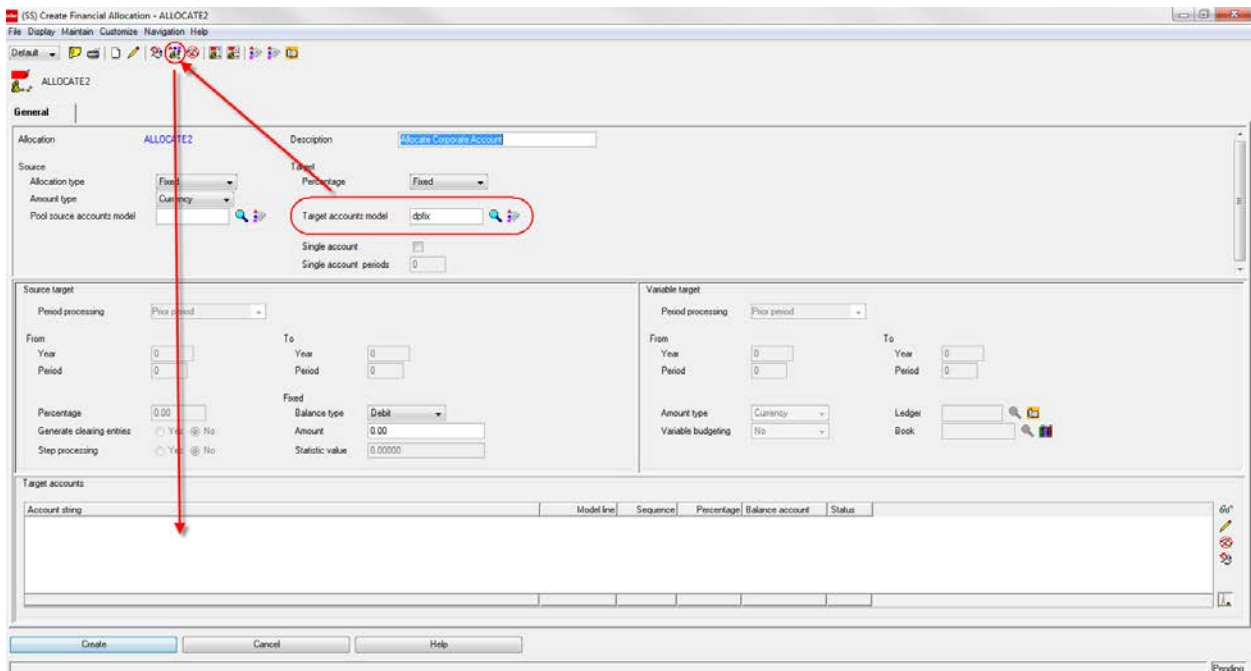 (SS) Create Financial Allocation - ALLOCATE2
File Display Maintain Customize Navigation Help
Default
ALLOCATE2
General
Allocation ALLOCATE2 Description Allocate Corporate Account
Source Target
Allocation type Fixed Percentage Fixed
Amount type Currency
Pool source accounts model Target accounts model dpfix
Single account
Single account periods 0
Source target Variable target
Period processing Prior period Period processing Prior period
From To From To
Year 0 Year 0 Year 0 Year 0
Period 0 Period 0 Period 0 Period 0
Fixed
Percentage 0.00 Balance type Debit Amount type Currency Ledger
Generate clearing entries Yes No Amount 0.00 Variable budgeting No Book
Step processing Yes No Statistic value 0.00000
Target accounts
Account string Model line Sequence Percentage Balance account Status
Create Cancel Help
Pending